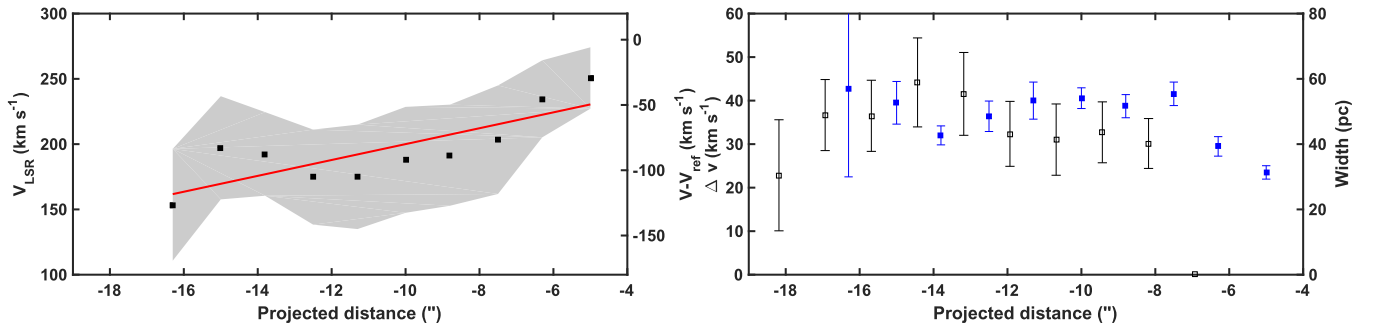 300
250
200
150
100
V_LSR (km s⁻¹)
0
-50
-100
-150
V-V_ref (km s⁻¹)
-18 -16 -14 -12 -10 -8 -6 -4
Projected distance (")
60
50
40
30
20
10
0
Δ v (km s⁻¹)
80
60
40
20
0
Width (pc)
-18 -16 -14 -12 -10 -8 -6 -4
Projected distance (")